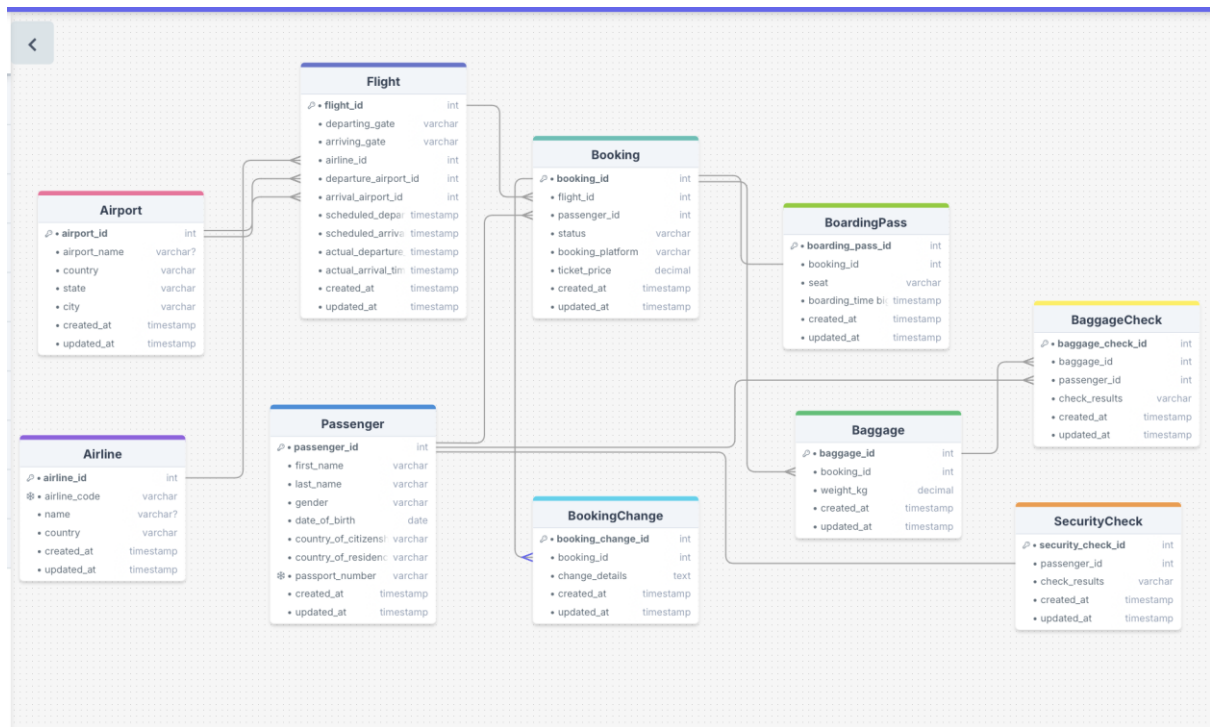 Flight
flight_id int
departing_gate varchar
arriving_gate varchar
airline_id int
departure_airport_id int
arrival_airport_id int
scheduled_depar timestamp
scheduled_arriva timestamp
actual_departure_ timestamp
actual_arrival_tim timestamp
created_at timestamp
updated_at timestamp
Booking
booking_id int
flight_id int
passenger_id int
status varchar
booking_platform varchar
ticket_price decimal
created_at timestamp
updated_at timestamp
Airport
airport_id int
airport_name varchar?
country varchar
state varchar
city varchar
created_at timestamp
updated_at timestamp
BoardingPass
boarding_pass_id int
booking_id int
seat varchar
boarding_time timestamp
created_at timestamp
updated_at timestamp
BaggageCheck
baggage_check_id int
baggage_id int
passenger_id int
check_results varchar
created_at timestamp
updated_at timestamp
Passenger
passenger_id int
first_name varchar
last_name varchar
gender varchar
date_of_birth date
country_of_citizens varchar
country_of_residenc varchar
passport_number varchar
created_at timestamp
updated_at timestamp
Baggage
baggage_id int
booking_id int
weight_kg decimal
created_at timestamp
updated_at timestamp
Airline
airline_id int
airline_code varchar
name varchar?
country varchar
created_at timestamp
updated_at timestamp
BookingChange
booking_change_id int
booking_id int
change_details text
created_at timestamp
updated_at timestamp
SecurityCheck
security_check_id int
passenger_id int
check_results varchar
created_at timestamp
updated_at timestamp